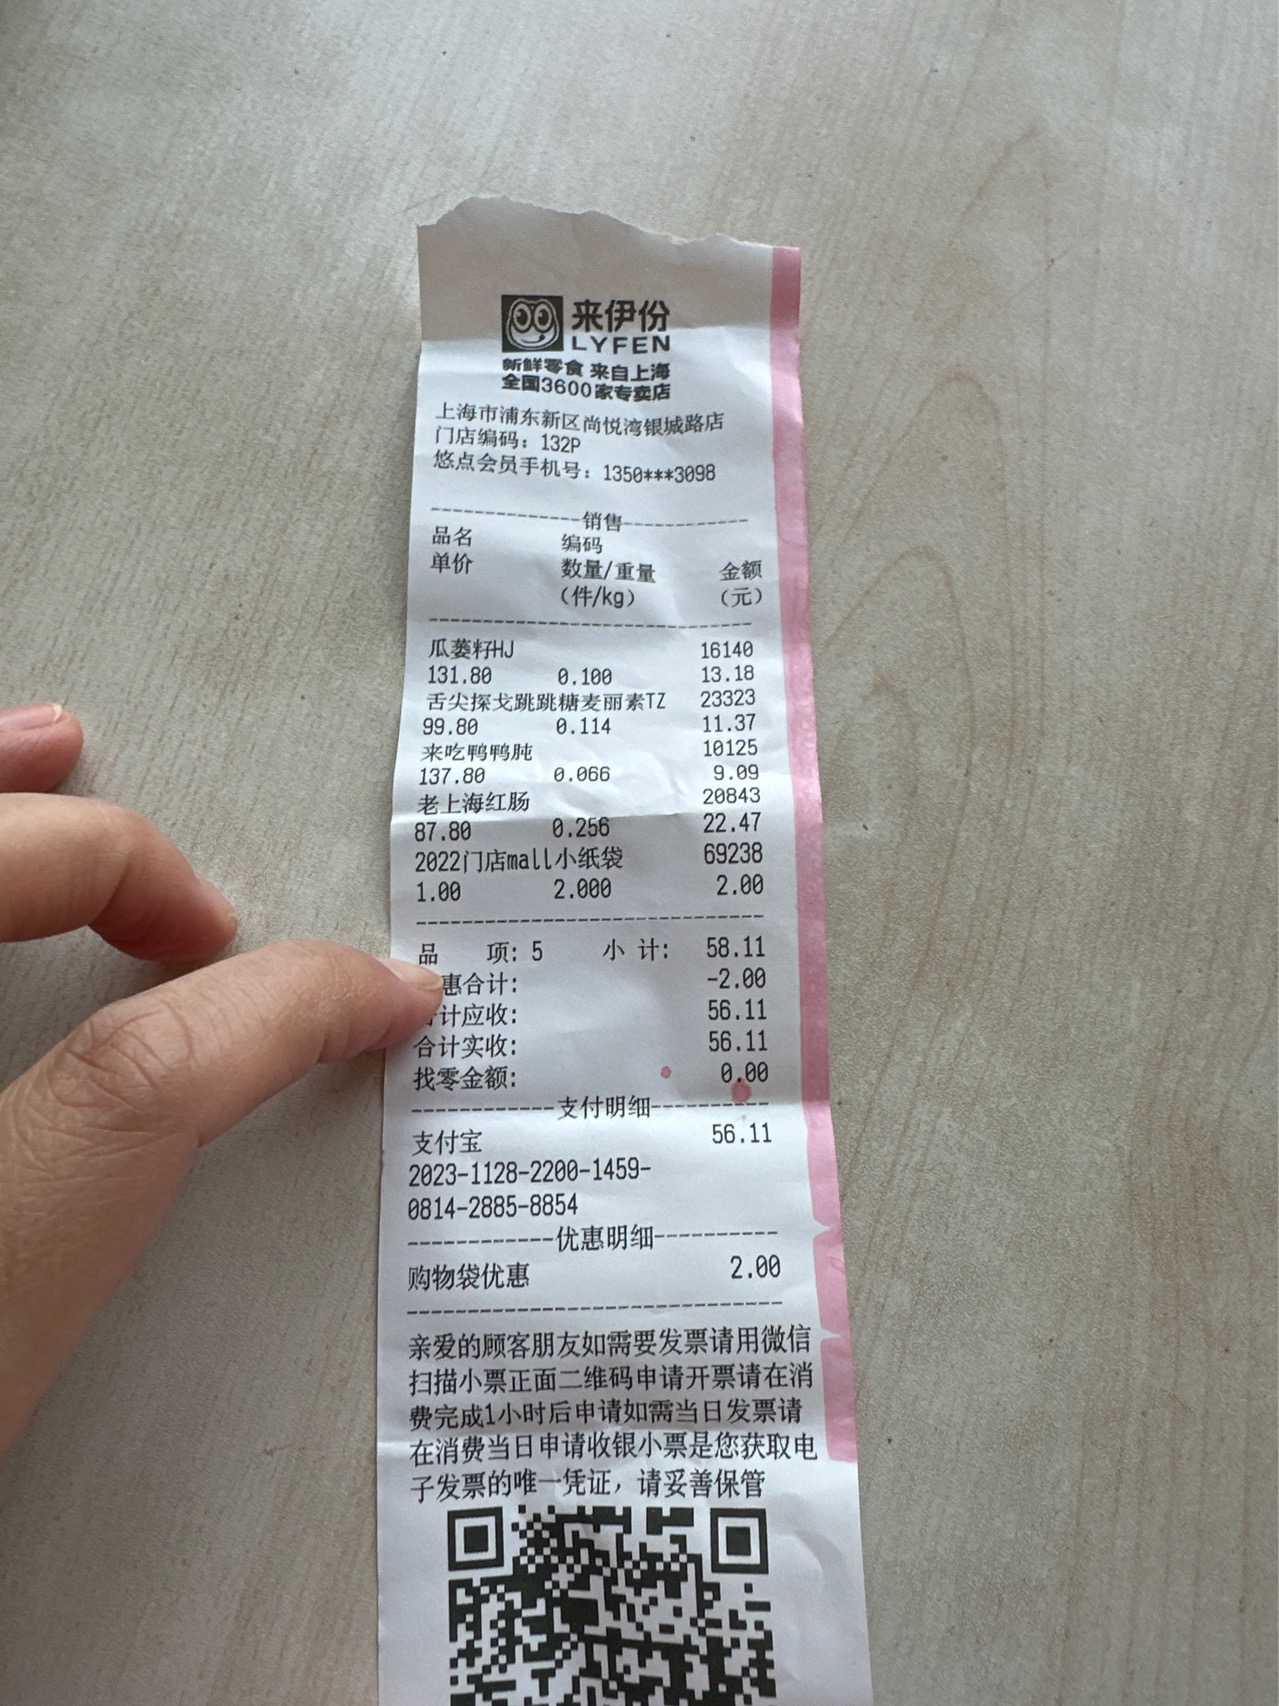 来伊份
LYFEN
新鲜零食 来自上海
全国3600家专卖店
上海市浦东新区尚悦湾银城路店
门店编码：132P
悠点会员手机号：1350***3098
-------------销售-------------
品名 编码
单价 数量/重量 金额
（件/kg） （元）
瓜蒌籽HJ 16140
131.80 0.100 13.18
舌尖探戈跳跳糖麦丽素TZ 23323
99.80 0.114 11.37
来吃鸭鸭肫 10125
137.80 0.066 9.09
老上海红肠 20843
87.80 0.256 22.47
2022门店mall小纸袋 69238
1.00 2.000 2.00
品 项: 5 小 计: 58.11
惠合计: -2.00
计应收: 56.11
合计实收: 56.11
找零金额: 0.00
------------支付明细----------
支付宝 56.11
2023-1128-2200-1459-
0814-2885-8854
------------优惠明细----------
购物袋优惠 2.00
亲爱的顾客朋友如需要发票请用微信
扫描小票正面二维码申请开票请在消
费完成1小时后申请如需当日发票请
在消费当日申请收银小票是您获取电
子发票的唯一凭证，请妥善保管